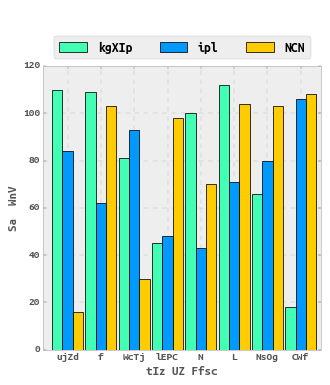 kgXIp ipl NCN
120
100
80
60
40
20
0
Sa WnV
ujZd f WcTj lEPC N L NsOg CWf
tIz UZ Ffsc